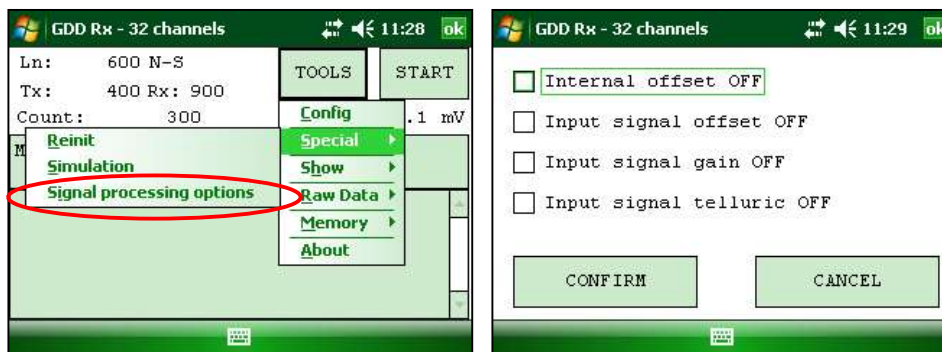 GDD Rx - 32 channels 11:28 ok
Ln: 600 N-S
Tx: 400 Rx: 900
Count: 300 .1 mV
TOOLS START
M
Config
Special
Show
Raw Data
Memory
About
Reinit
Simulation
Signal processing options
GDD Rx - 32 channels 11:29 ok
Internal offset OFF
Input signal offset OFF
Input signal gain OFF
Input signal telluric OFF
CONFIRM CANCEL